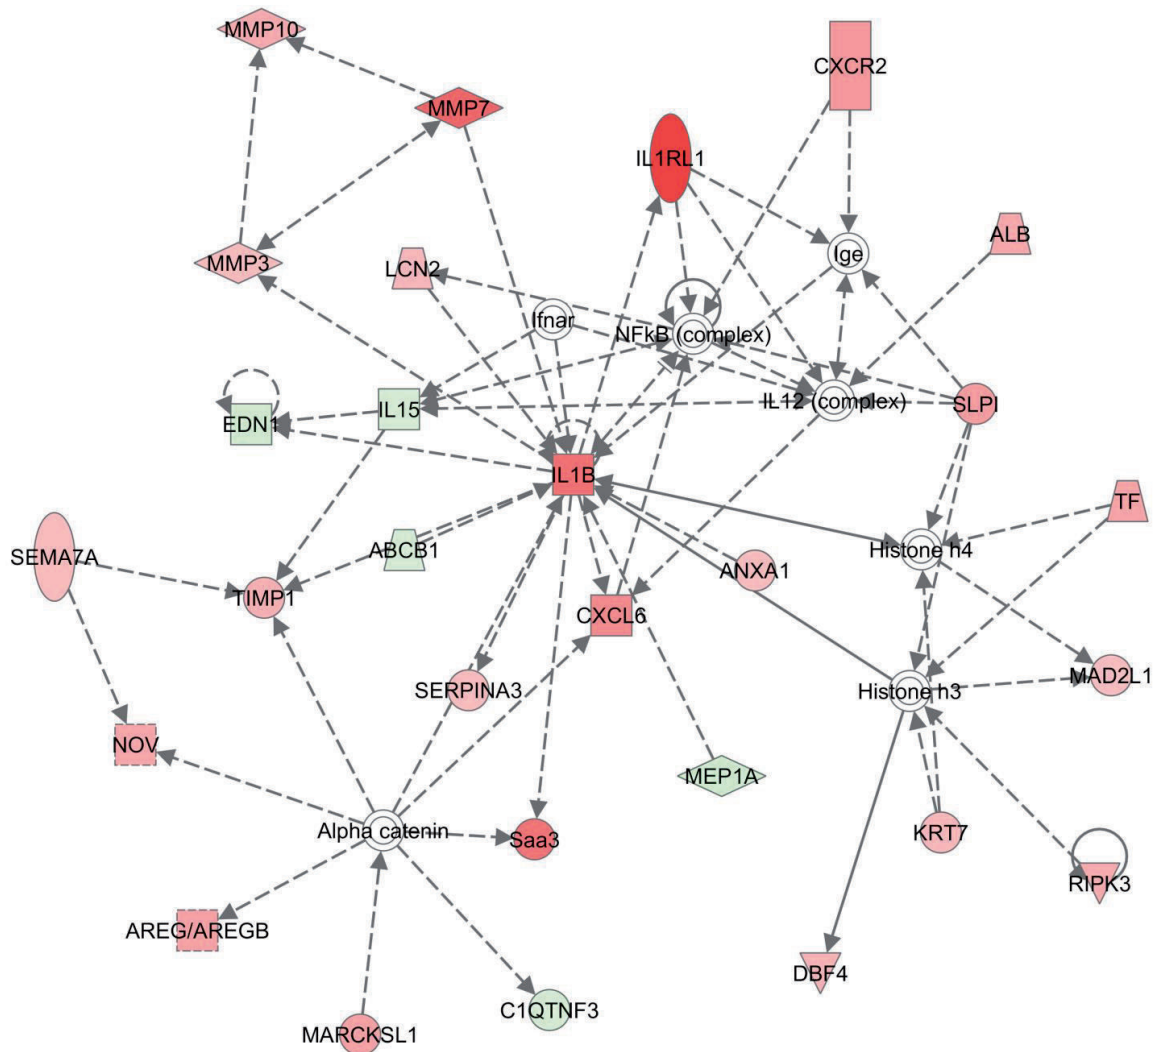 MMP10
CXCR2
MMP7
IL1RL1
ALB
Ige
MMP3
LCN2
Ifnar
NFkB (complex)
IL12 (complex)
SLPI
IL15
EDN1
IL1B
TF
Histone h4
ABCB1
SEMA7A
ANXA1
TIMP1
CXCL6
MAD2L1
SERPINA3
Histone h3
NOV
MEP1A
Alpha catenin
KRT7
Saa3
RIPK3
AREG/AREGB
DBF4
C1QTNF3
MARCKSL1